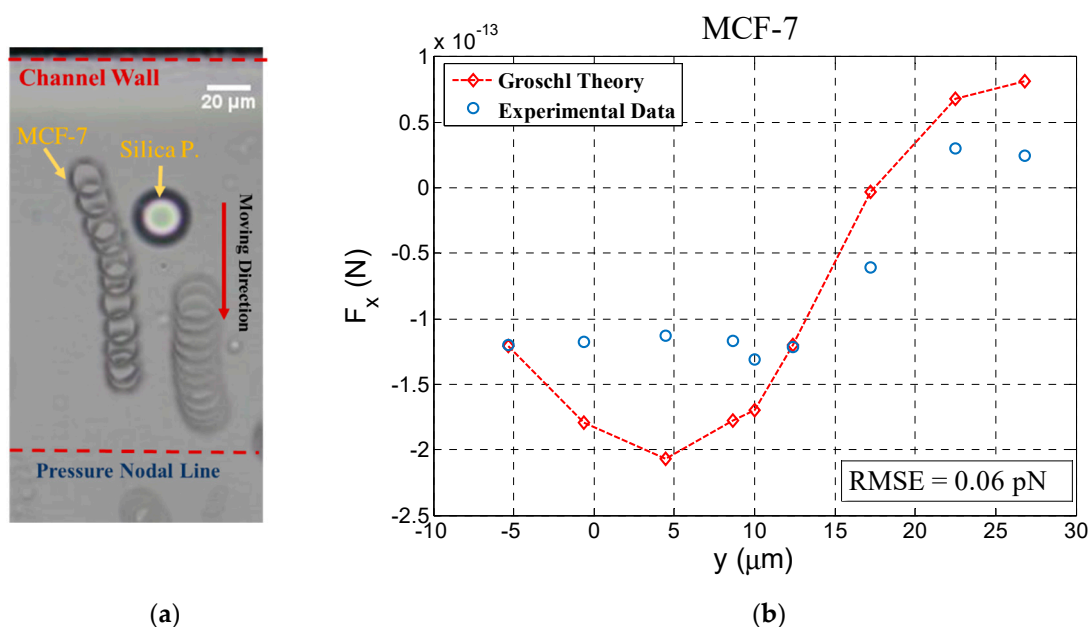 Channel Wall
20 μm
MCF-7
Silica P.
Moving Direction
Pressure Nodal Line
(a)
MCF-7
x 10⁻¹³
Groschl Theory
Experimental Data
F_x (N)
1
0.5
0
-0.5
-1
-1.5
-2
-2.5
RMSE = 0.06 pN
-10 -5 0 5 10 15 20 25 30
y (μm)
(b)